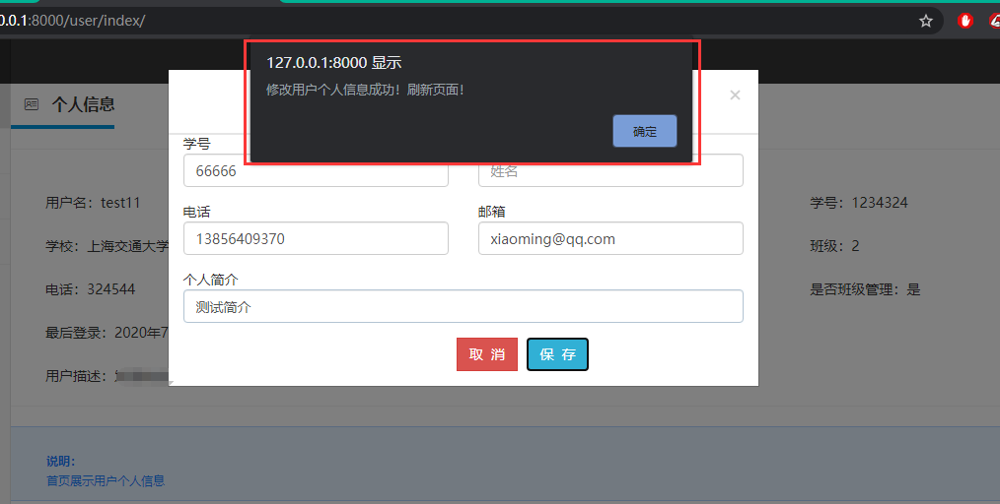 0.0.1:8000/user/index/
127.0.0.1:8000 显示
修改用户个人信息成功！刷新页面！
确定
个人信息
×
学号
66666
姓名
电话
邮箱
13856409370
xiaoming@qq.com
个人简介
测试简介
取 消
保 存
用户名：test11
学号：1234324
学校：上海交通大学
班级：2
电话：324544
是否班级管理：是
最后登录：2020年7
用户描述：
说明：
首页展示用户个人信息